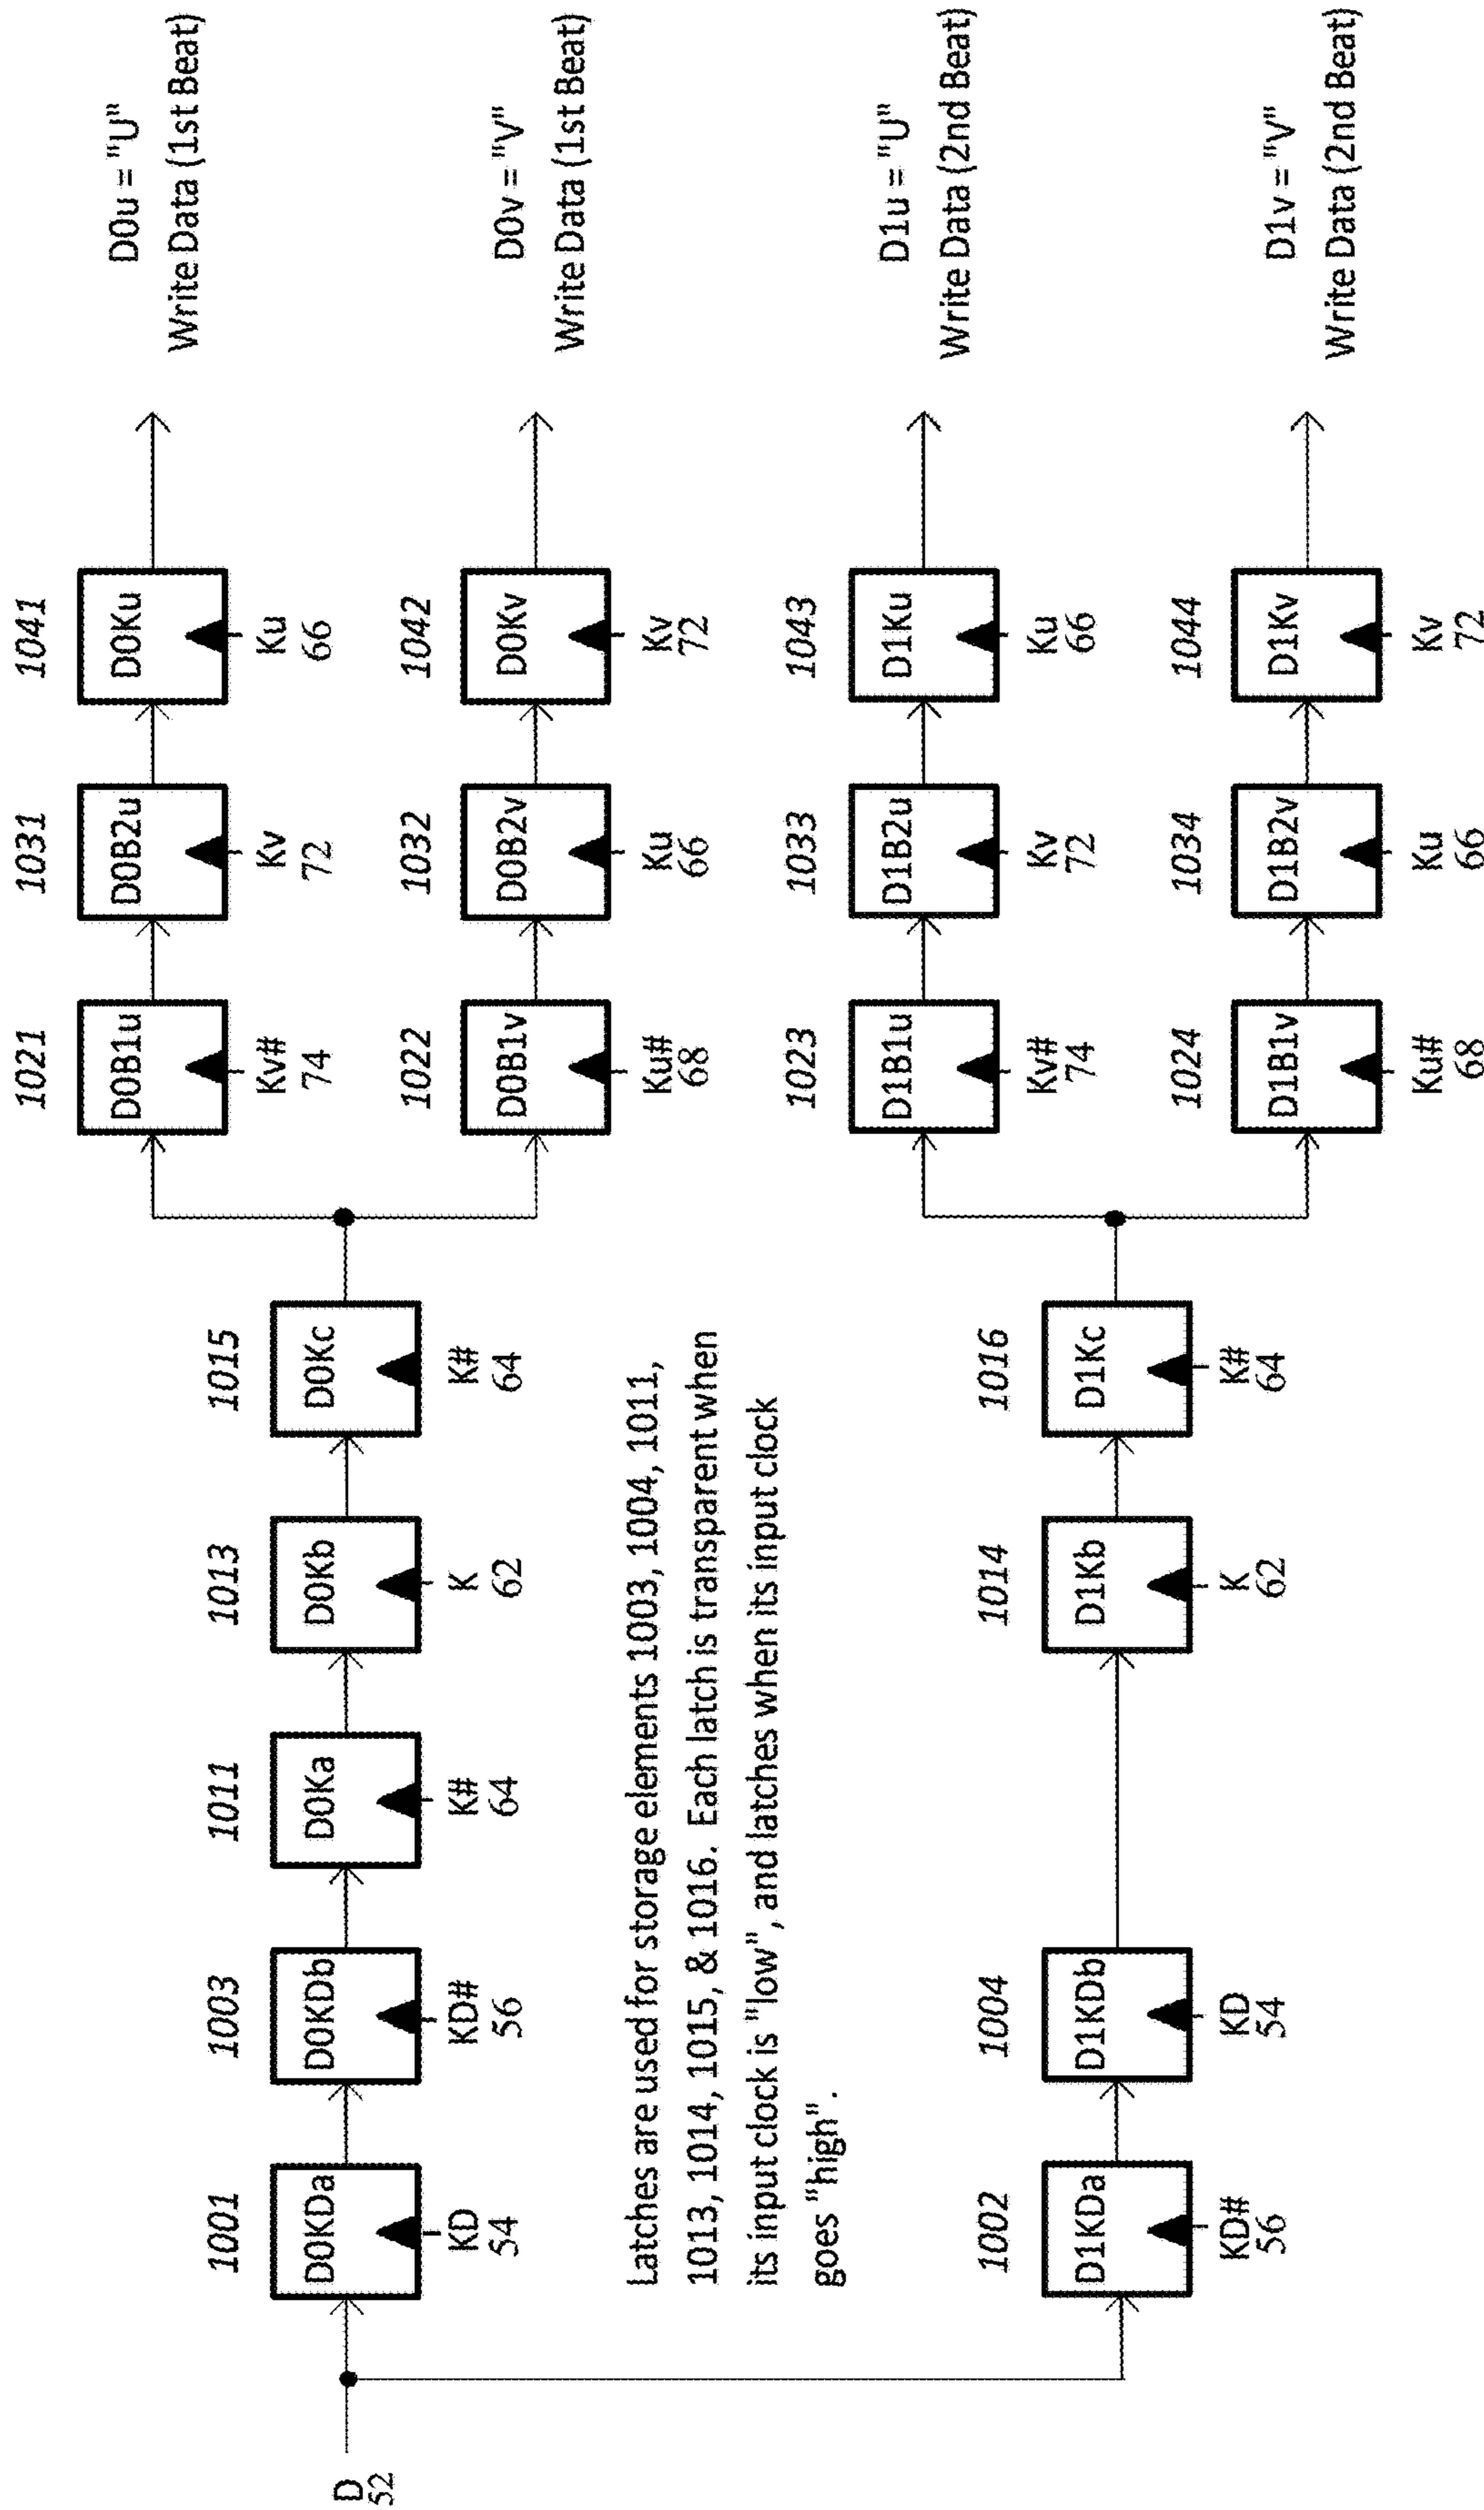 D
52
1001
D0KDa
KD
54
1003
D0KDb
KD#
56
1011
D0Ka
K#
64
1013
D0Kb
K
62
1015
D0Kc
K#
64
1021
D0B1u
Kv#
74
1031
D0B2u
Kv
72
1041
D0Ku
Ku
66
D0u = "U"
Write Data (1st Beat)
1022
D0B1v
Ku#
68
1032
D0B2v
Ku
66
1042
D0Kv
Kv
72
D0v = "V"
Write Data (1st Beat)
Latches are used for storage elements 1003, 1004, 1011,
1013, 1014, 1015, & 1016. Each latch is transparent when
its input clock is "low", and latches when its input clock
goes "high".
1002
D1KDa
KD#
56
1004
D1KDb
KD
54
1014
D1Kb
K
62
1016
D1Kc
K#
64
1023
D1B1u
Kv#
74
1033
D1B2u
Kv
72
1043
D1Ku
Ku
66
D1u = "U"
Write Data (2nd Beat)
1024
D1B1v
Ku#
68
1034
D1B2v
Ku
66
1044
D1Kv
Kv
72
D1v = "V"
Write Data (2nd Beat)